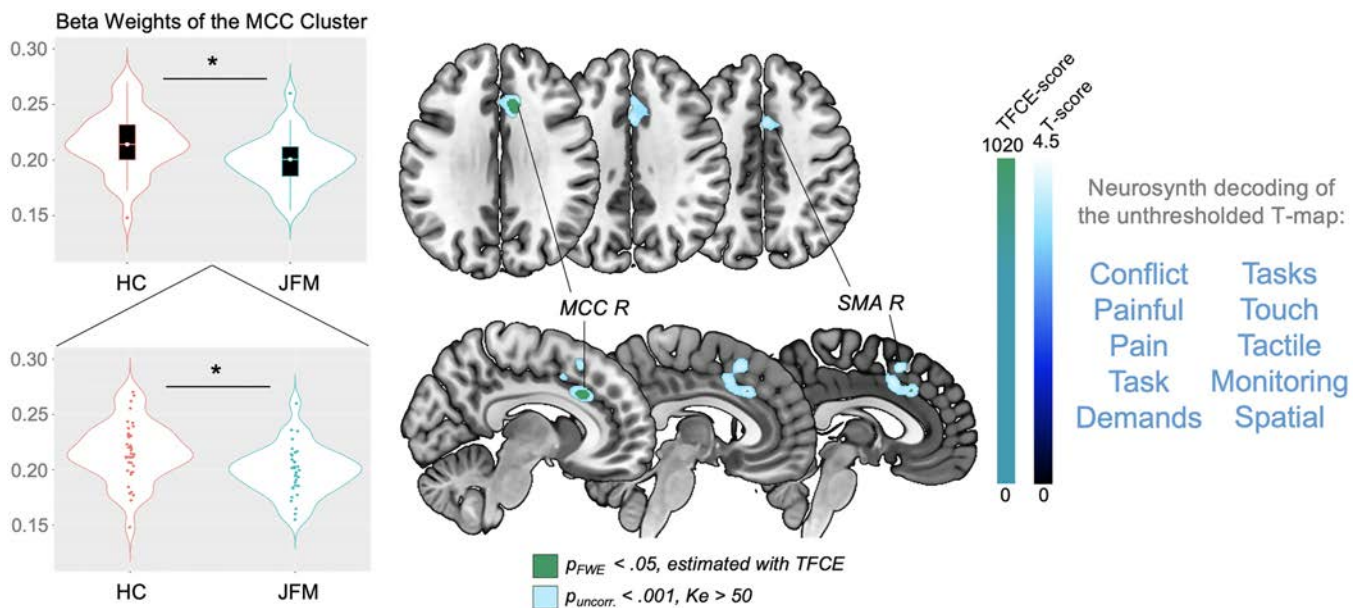 Beta Weights of the MCC Cluster
0.30
0.25
0.20
0.15
*
HC
JFM
0.30
0.25
0.20
0.15
*
HC
JFM
MCC R
SMA R
p FWE < .05, estimated with TFCE
p uncorr. < .001, Ke > 50
TFCE-score
T-score
1020
4.5
0
0
Neurosynth decoding of
the unthresholded T-map:
Conflict Tasks
Painful Touch
Pain Tactile
Task Monitoring
Demands Spatial